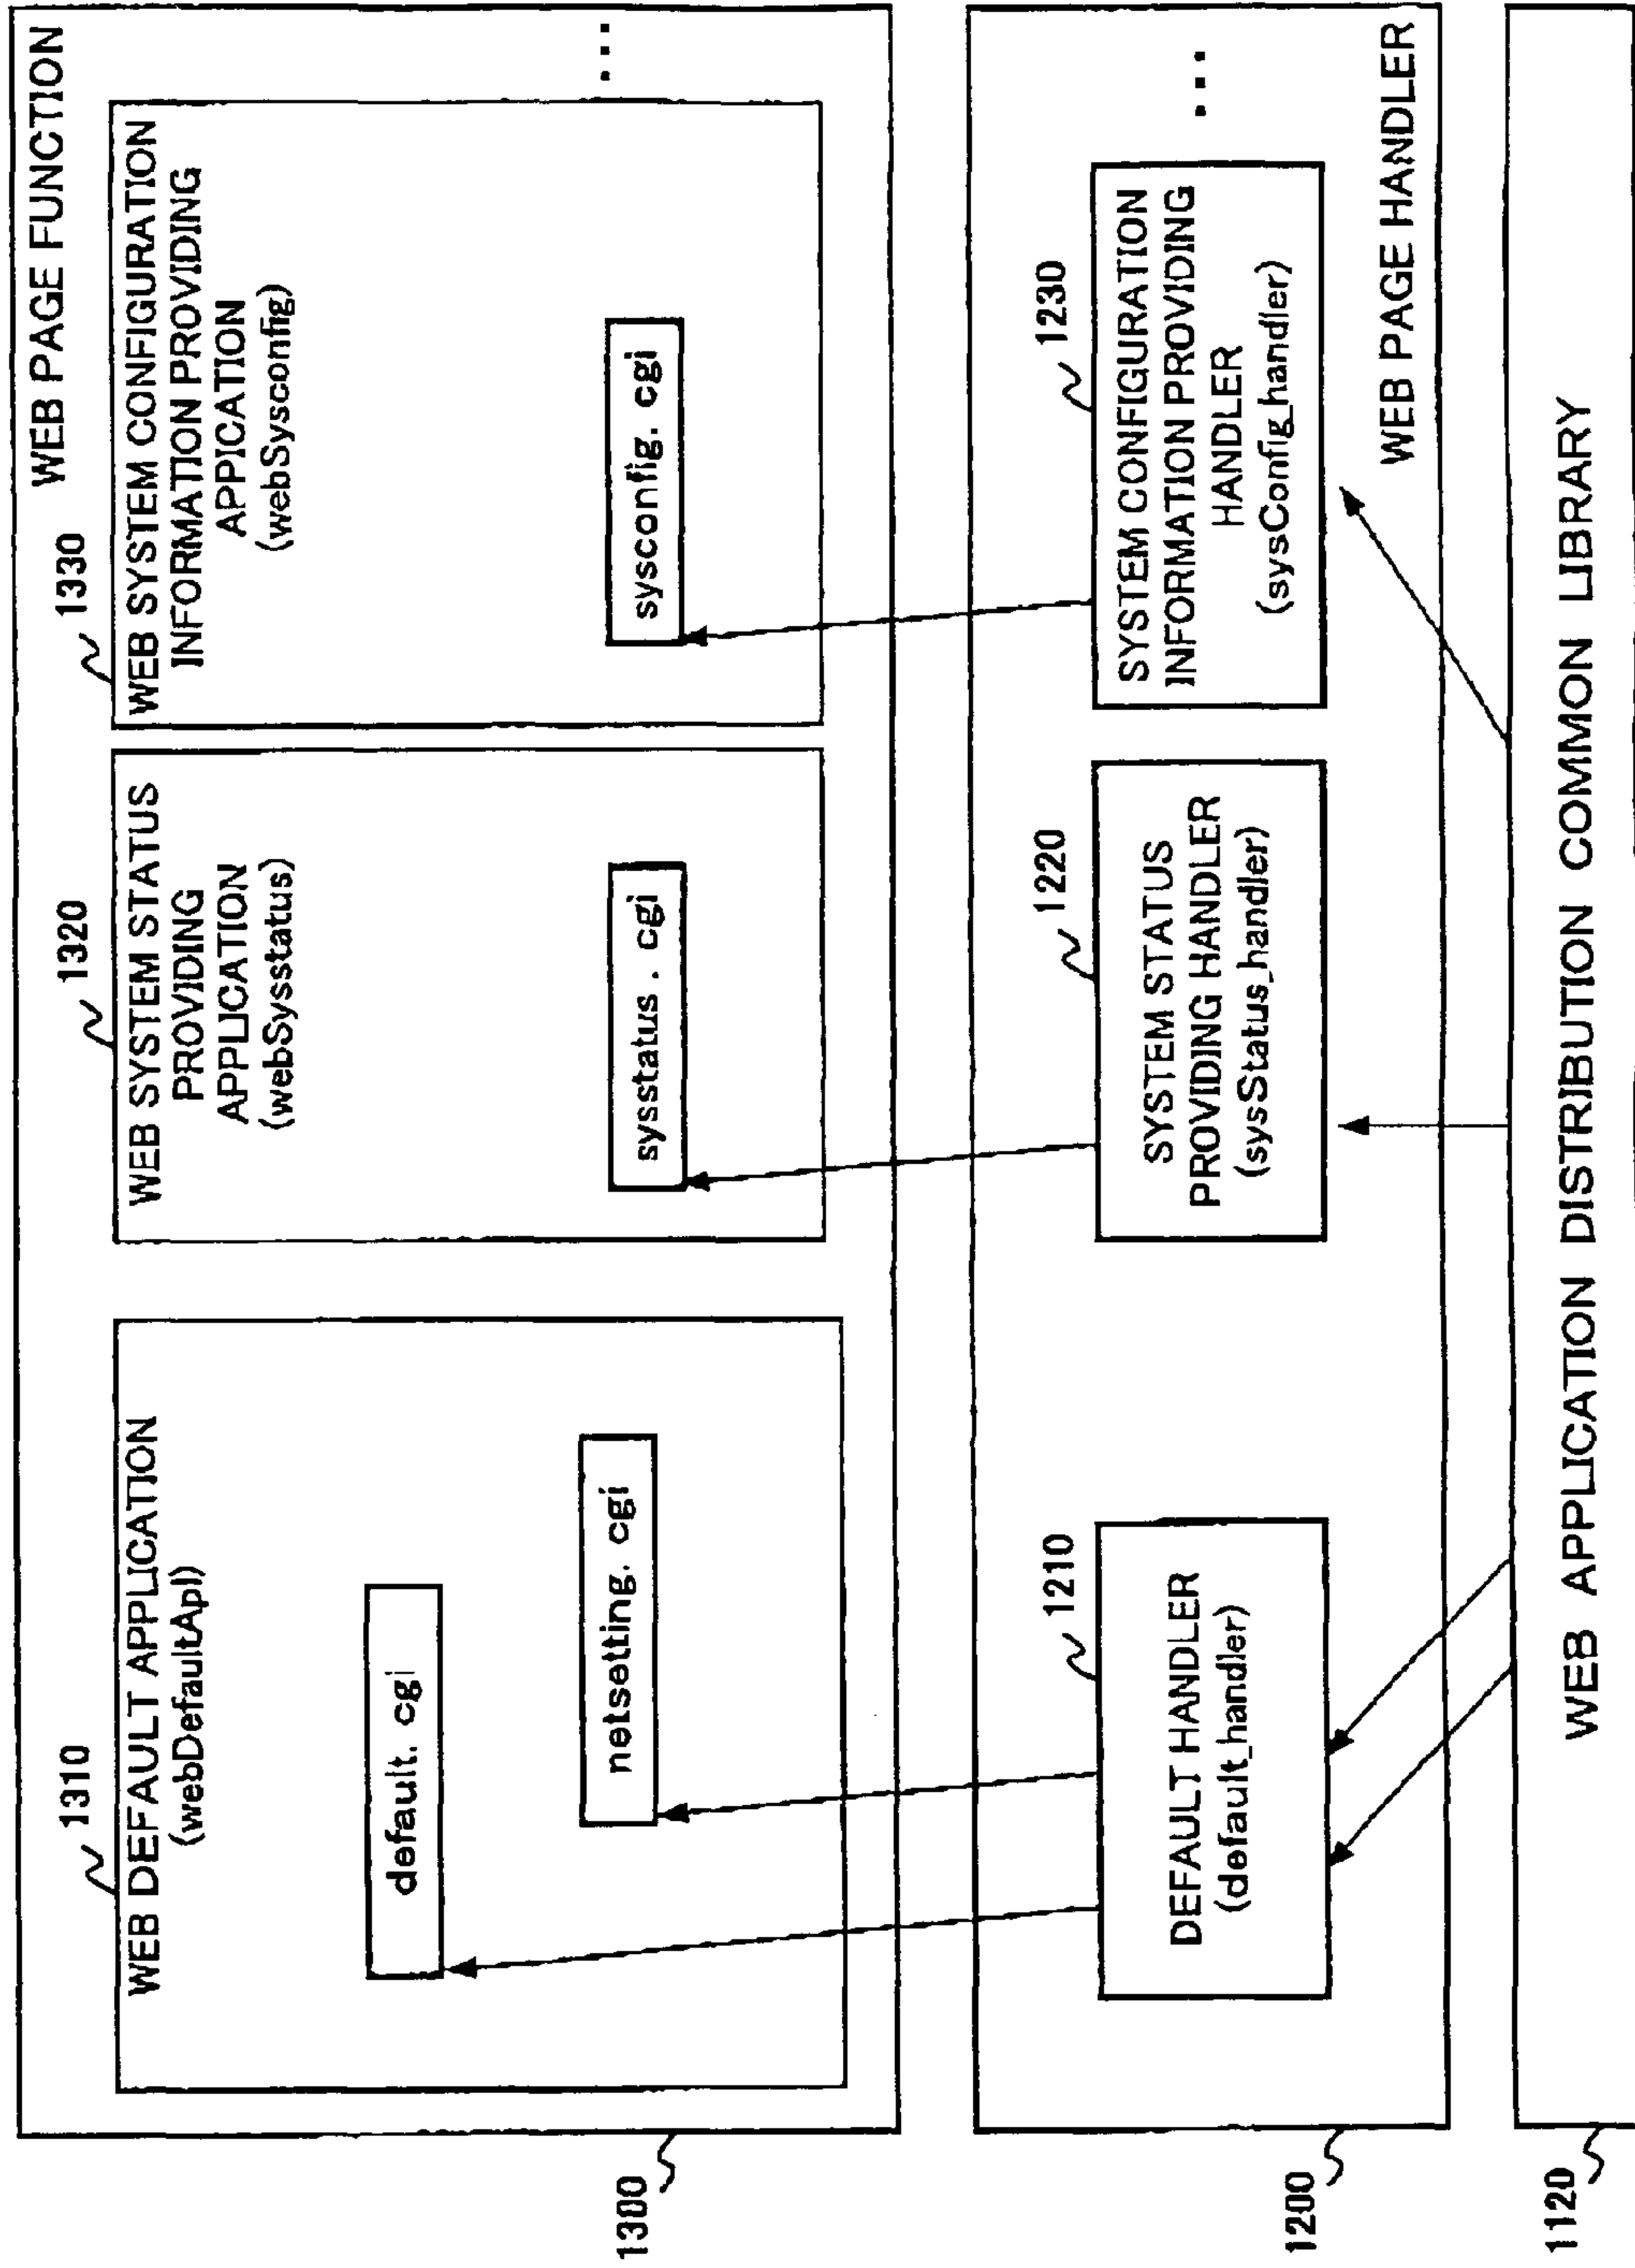 WEB PAGE FUNCTION
1310
WEB DEFAULT APPLICATION
(webDefaultApl)
default. cgi
netsetting. cgi
1320
WEB SYSTEM STATUS
PROVIDING
APPLICATION
(webSysstatus)
sysstatus . cgi
1330
WEB SYSTEM CONFIGURATION
INFORMATION PROVIDING
APPICATION
(webSysconfig)
sysconfig. cgi
...
1300
1210
DEFAULT HANDLER
(default_handler)
1220
SYSTEM STATUS
PROVIDING HANDLER
(sysStatus_handler)
1230
SYSTEM CONFIGURATION
INFORMATION PROVIDING
HANDLER
(sysConfig_handler)
...
WEB PAGE HANDLER
1200
WEB APPLICATION DISTRIBUTION COMMON LIBRARY
1120